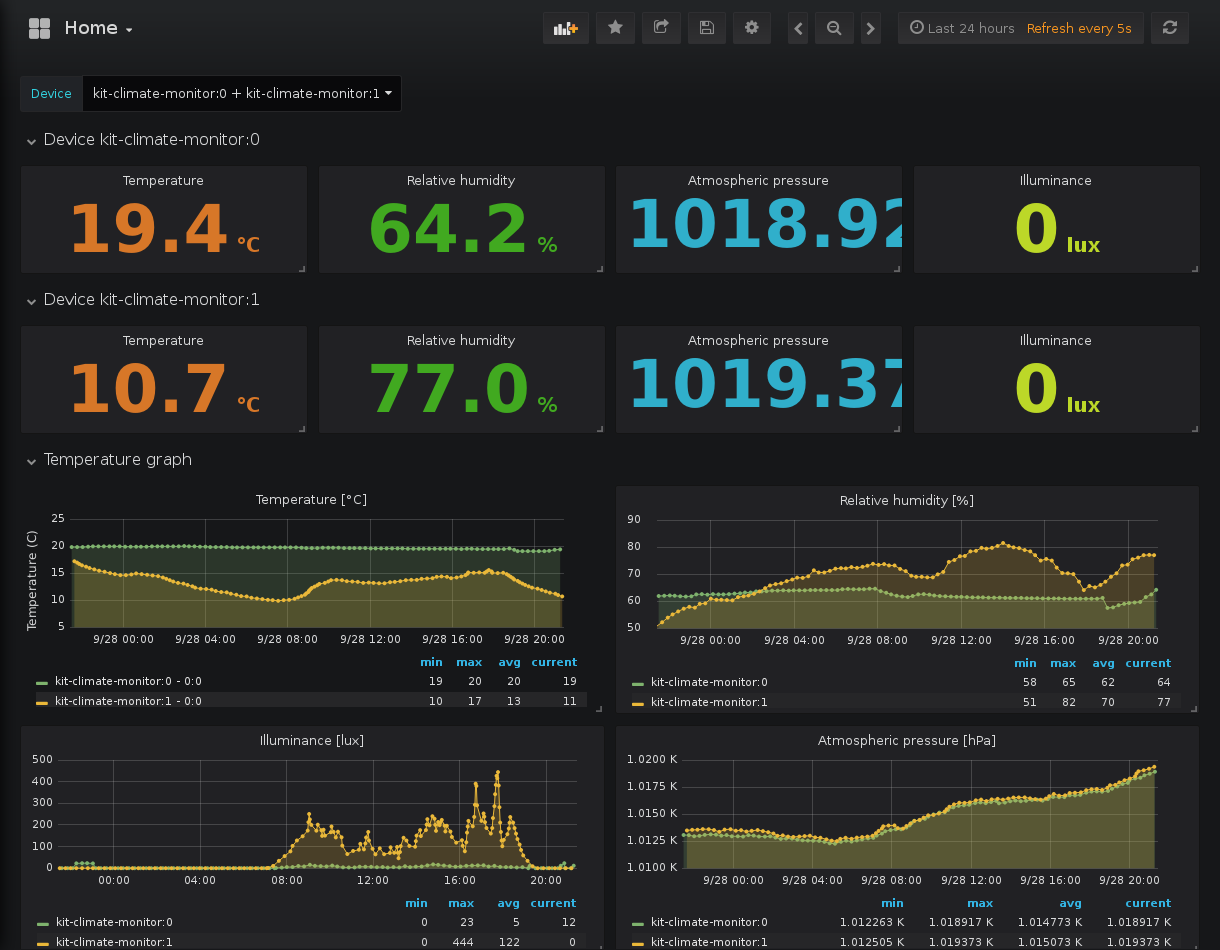 Home
Last 24 hours Refresh every 5s
Device kit-climate-monitor:0 + kit-climate-monitor:1
Device kit-climate-monitor:0
Temperature Relative humidity Atmospheric pressure Illuminance
19.4 °C 64.2 % 1018.92 0 lux
Device kit-climate-monitor:1
Temperature Relative humidity Atmospheric pressure Illuminance
10.7 °C 77.0 % 1019.37 0 lux
Temperature graph
Temperature [°C]
Temperature (C)
25
20
15
10
5
9/28 00:00 9/28 04:00 9/28 08:00 9/28 12:00 9/28 16:00 9/28 20:00
min max avg current
kit-climate-monitor:0 - 0:0 19 20 20 19
kit-climate-monitor:1 - 0:0 10 17 13 11
Relative humidity [%]
90
80
70
60
50
9/28 00:00 9/28 04:00 9/28 08:00 9/28 12:00 9/28 16:00 9/28 20:00
min max avg current
kit-climate-monitor:0 58 65 62 64
kit-climate-monitor:1 51 82 70 77
Illuminance [lux]
500
400
300
200
100
0
00:00 04:00 08:00 12:00 16:00 20:00
min max avg current
kit-climate-monitor:0 0 23 5 12
kit-climate-monitor:1 0 444 122 0
Atmospheric pressure [hPa]
1.0200 K
1.0175 K
1.0150 K
1.0125 K
1.0100 K
9/28 00:00 9/28 04:00 9/28 08:00 9/28 12:00 9/28 16:00 9/28 20:00
min max avg current
kit-climate-monitor:0 1.012263 K 1.018917 K 1.014773 K 1.018917 K
kit-climate-monitor:1 1.012505 K 1.019373 K 1.015073 K 1.019373 K